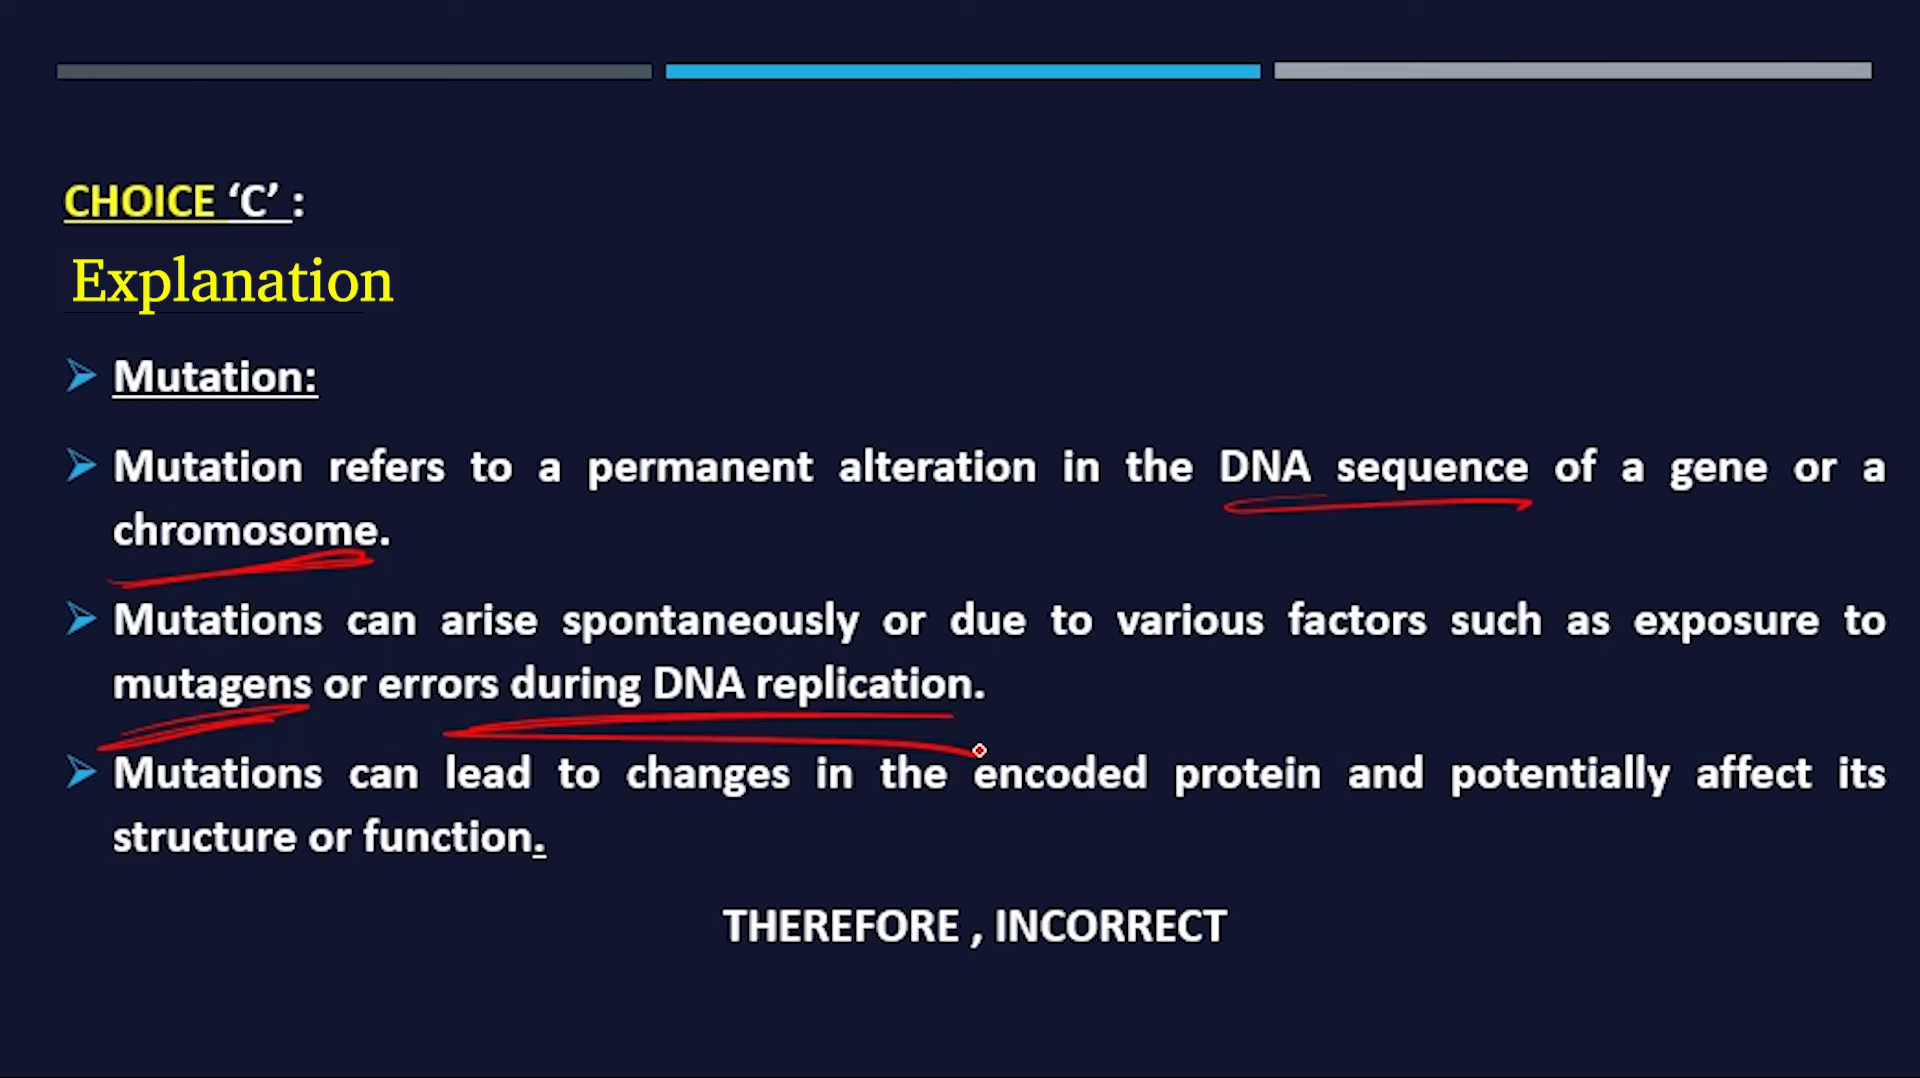 CHOICE ‘C’ :
Explanation
Mutation:
Mutation refers to a permanent alteration in the DNA sequence of a gene or a
chromosome.
Mutations can arise spontaneously or due to various factors such as exposure to
mutagens or errors during DNA replication.
Mutations can lead to changes in the encoded protein and potentially affect its
structure or function.
THEREFORE , INCORRECT